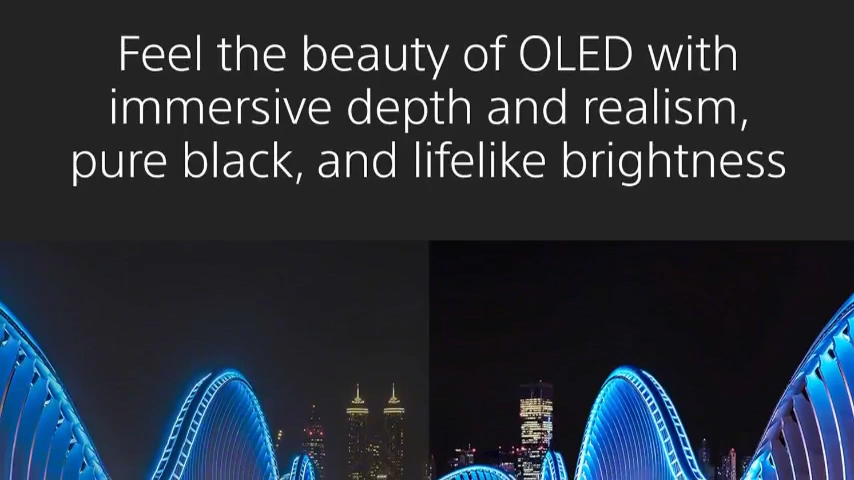 Feel the beauty of OLED with
immersive depth and realism,
pure black, and lifelike brightness